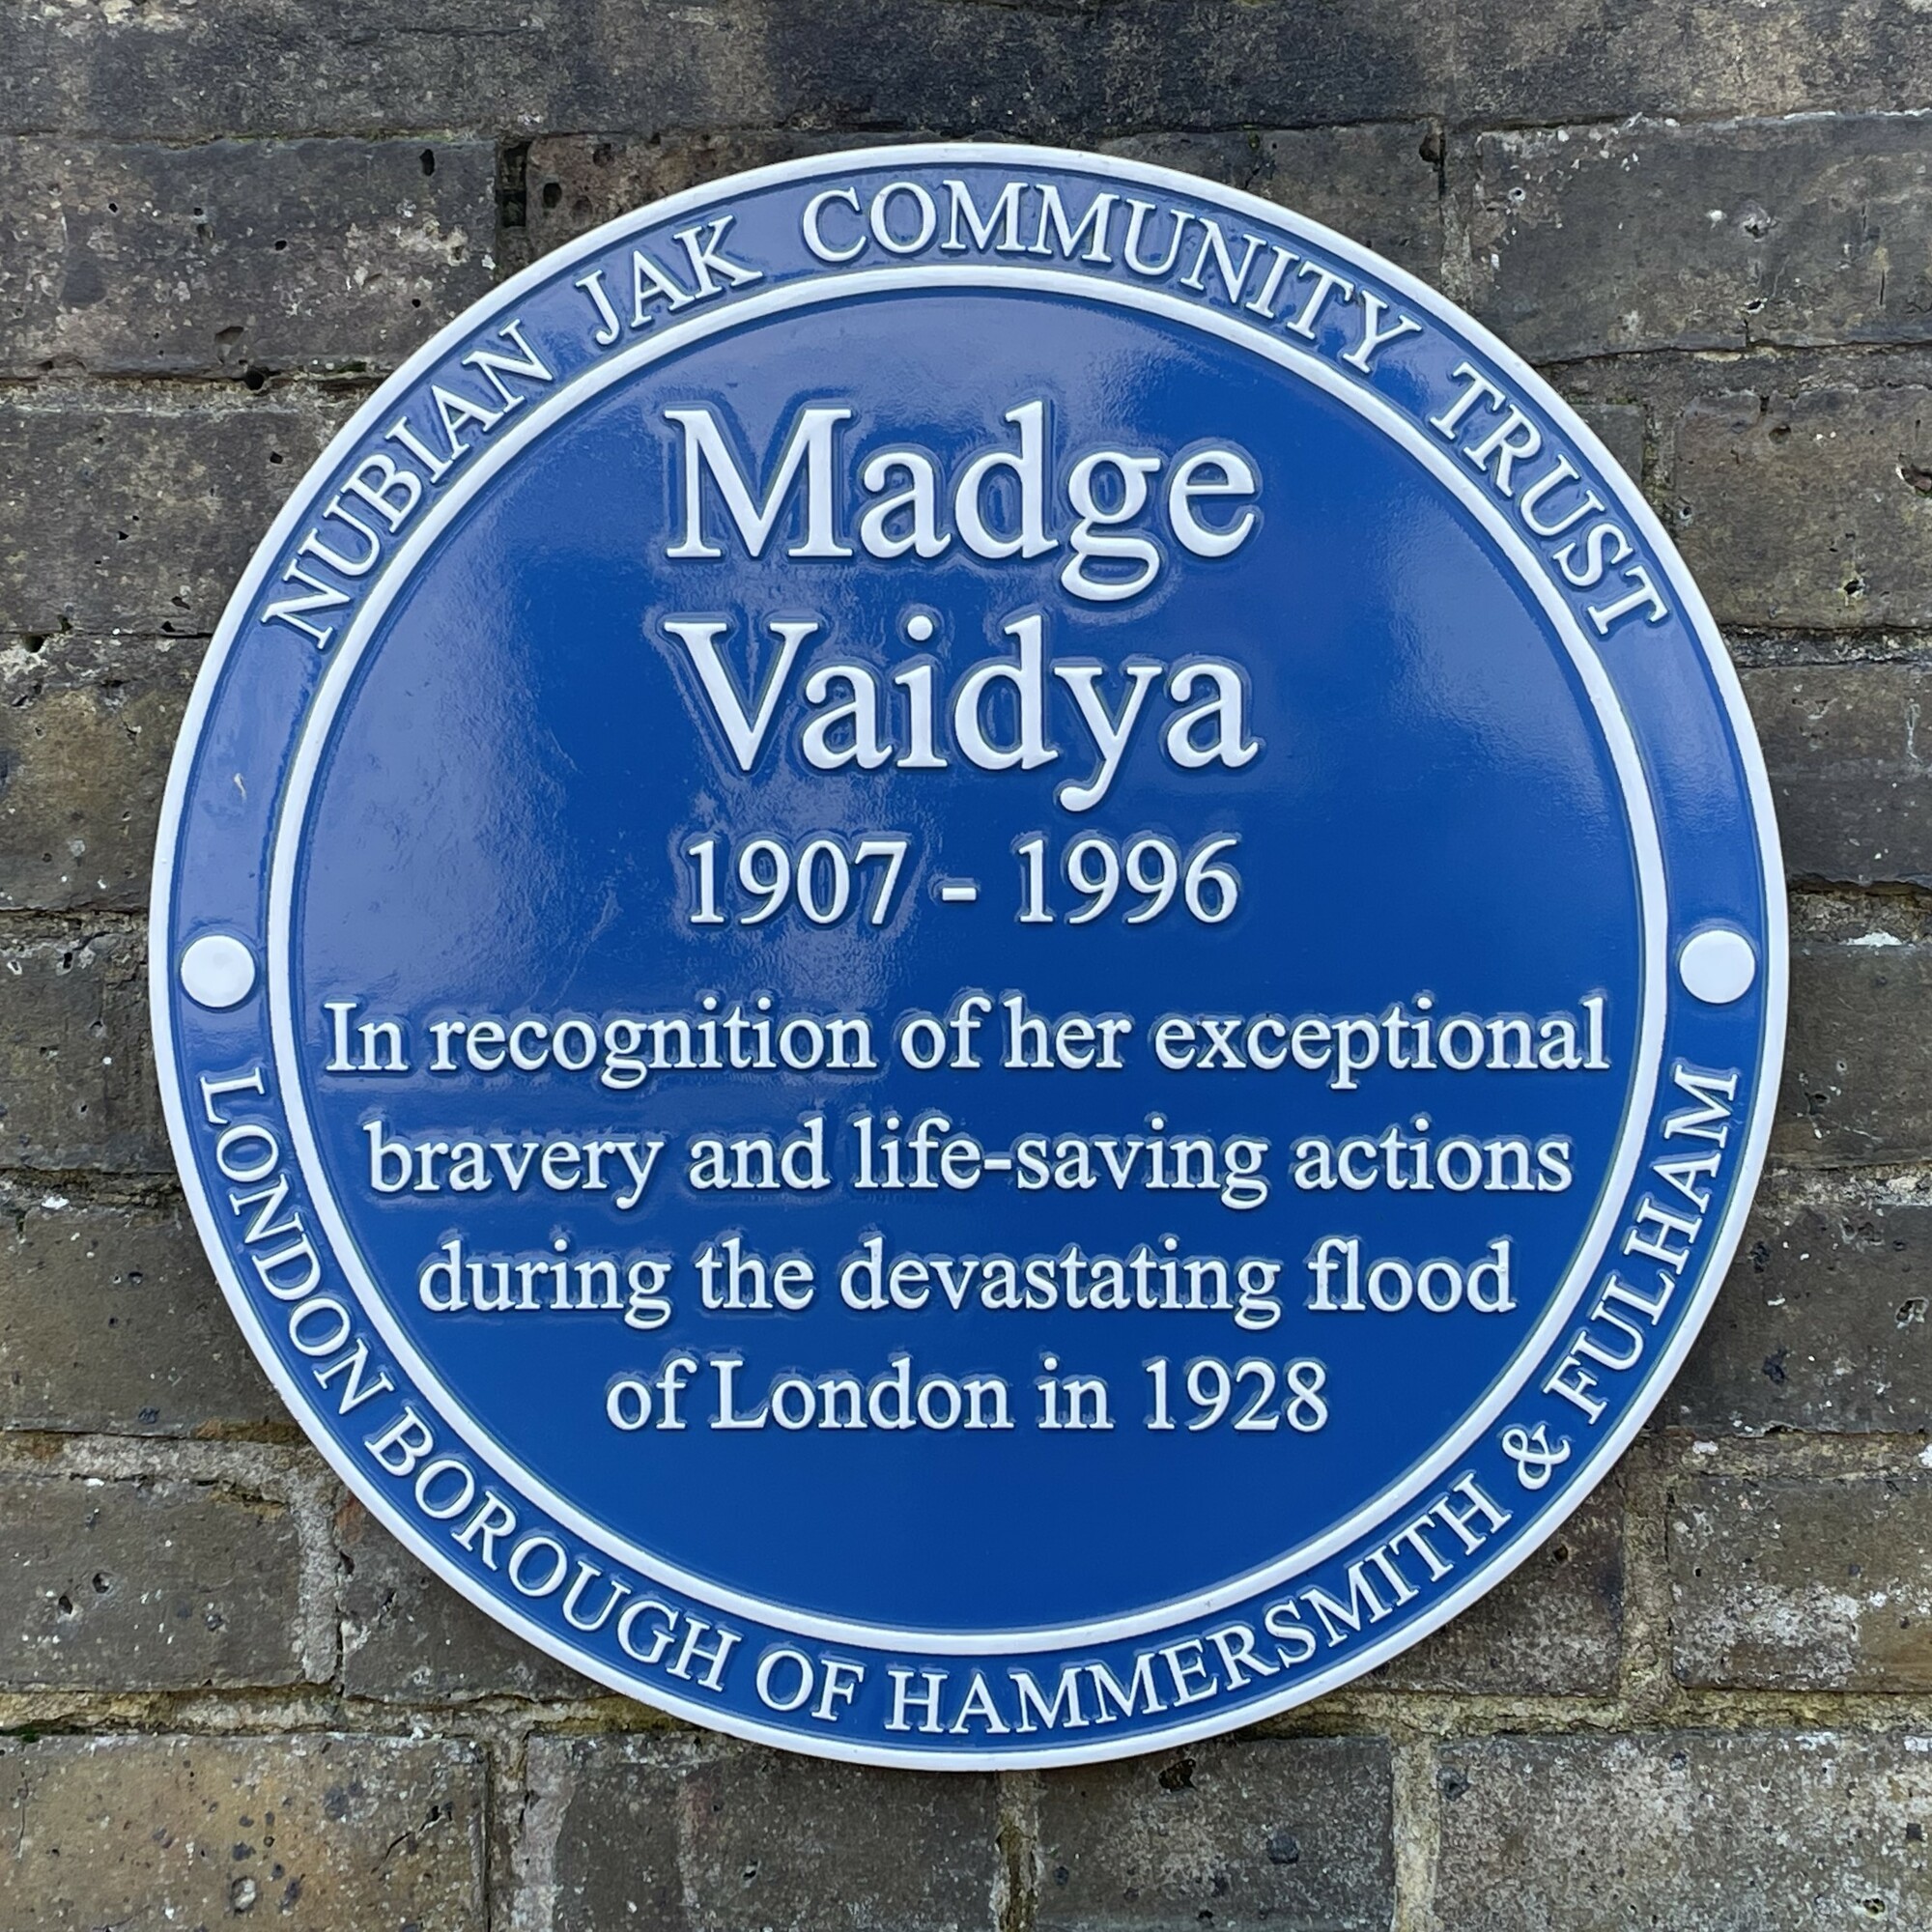 NUBIAN JAK COMMUNITY TRUST
Madge
Vaidya
1907 - 1996
In recognition of her exceptional
bravery and life-saving actions
during the devastating flood
of London in 1928
LONDON BOROUGH OF HAMMERSMITH & FULHAM